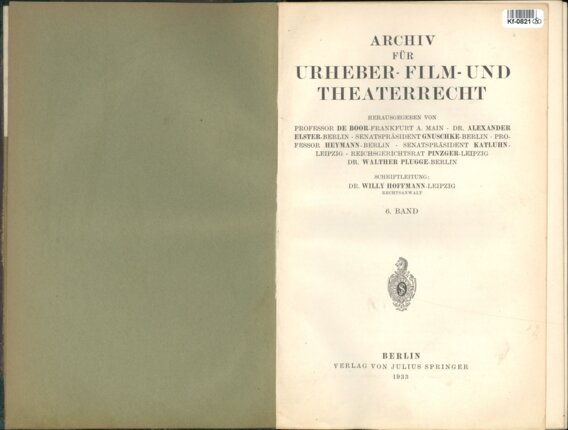 Kf-0821
ARCHIV
FÜR
URHEBER- FILM- UND
THEATERRECHT
HERAUSGEGEBEN VON
PROFESSOR DE BOOR-FRANKFURT A. MAIN · DR. ALEXANDER
ELSTER-BERLIN · SENATSPRÄSIDENT GNUSCHKE-BERLIN · PRO-
FESSOR HEYMANN-BERLIN · SENATSPRÄSIDENT KATLUHN-
LEIPZIG · REICHSGERICHTSRAT PINZGER-LEIPZIG
DR. WALTHER PLUGGE-BERLIN
SCHRIFTLEITUNG:
DR. WILLY HOFFMANN-LEIPZIG
RECHTSANWALT
6. BAND
BERLIN
VERLAG VON JULIUS SPRINGER
1933